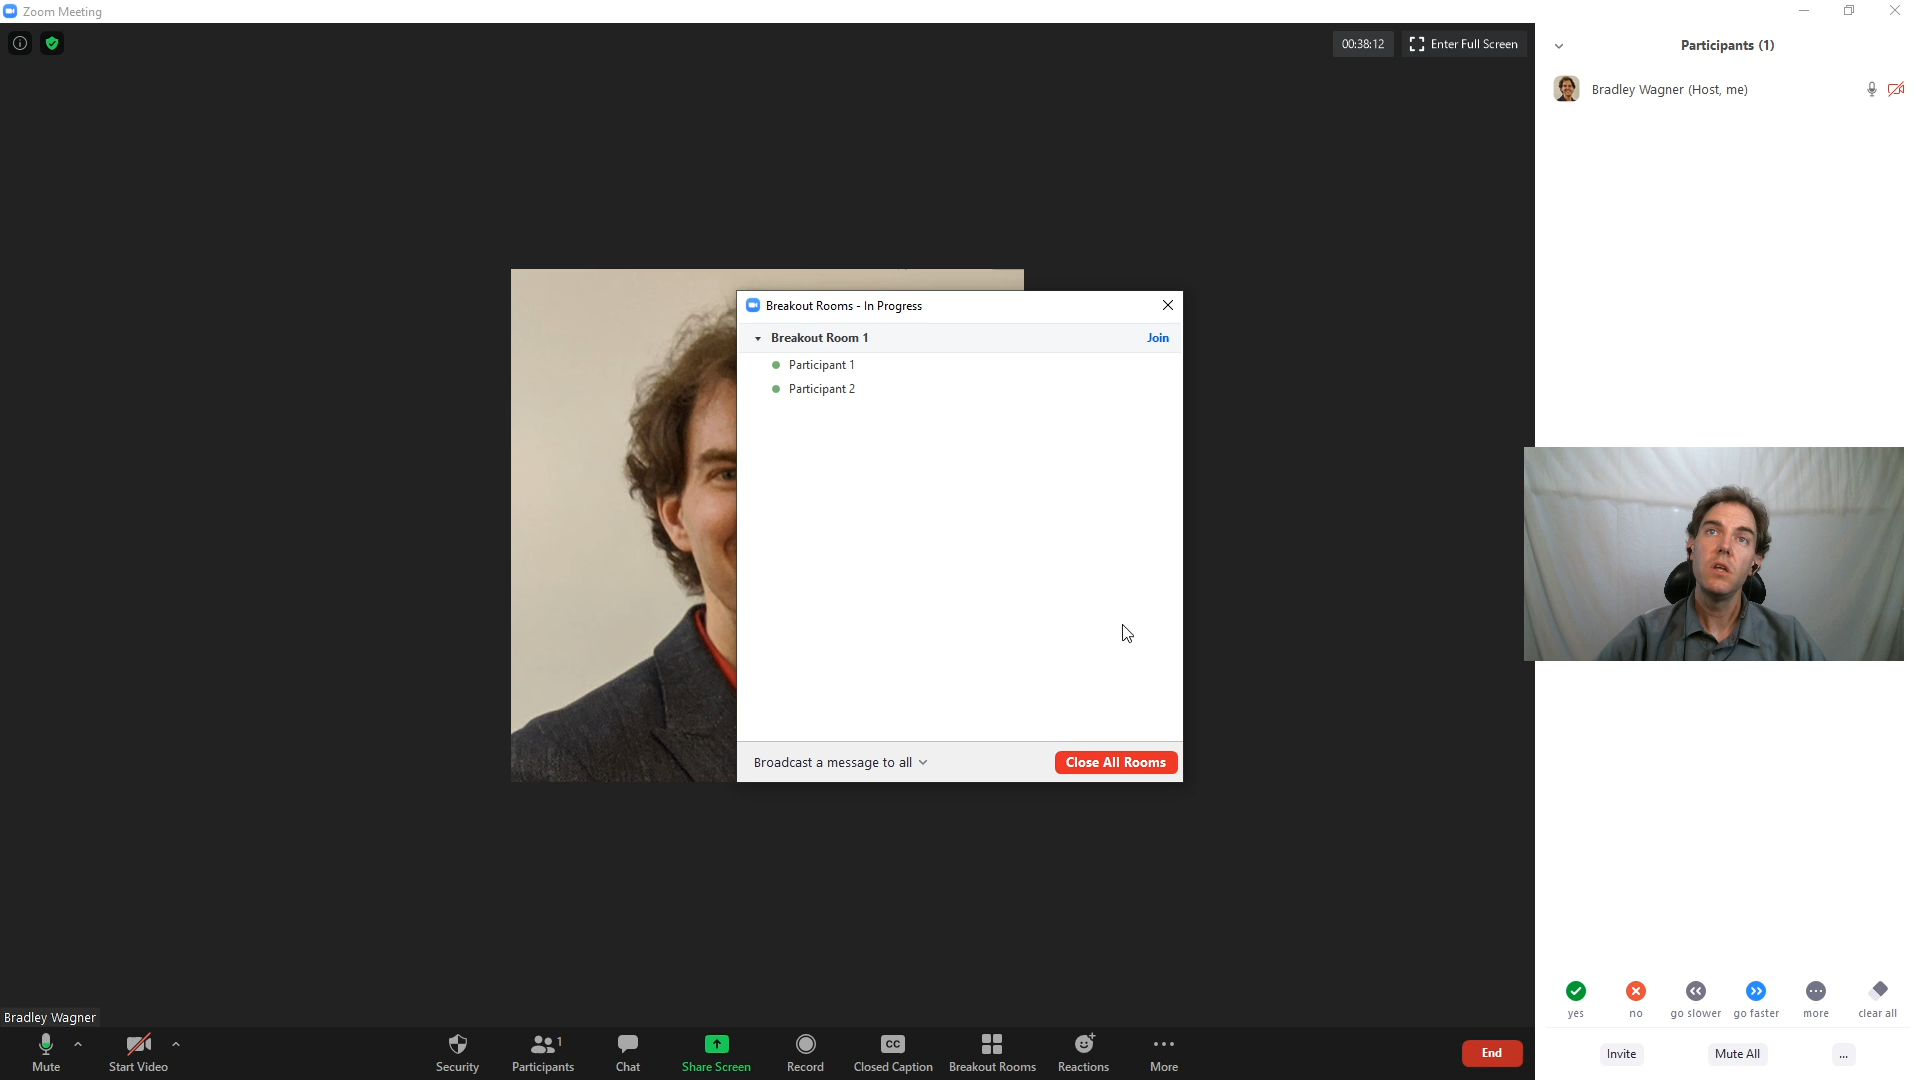 Zoom Meeting
00:38:12
Enter Full Screen
Participants (1)
Bradley Wagner (Host, me)
Breakout Rooms - In Progress
Breakout Room 1
Join
Participant 1
Participant 2
Broadcast a message to all
Close All Rooms
yes
no
go slower
go faster
more
clear all
Bradley Wagner
Mute
Start Video
Security
1
Participants
Chat
Share Screen
Record
CC
Closed Caption
Breakout Rooms
Reactions
More
End
Invite
Mute All
...